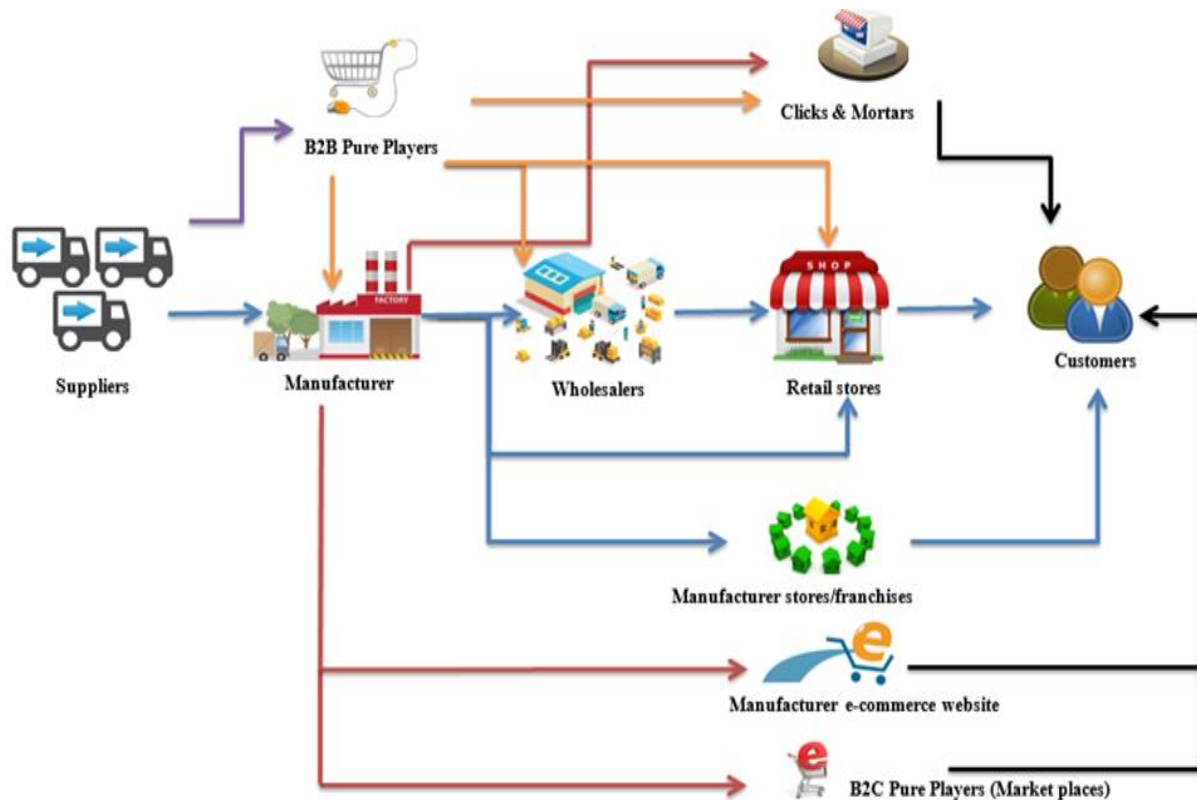 Clicks & Mortars
B2B Pure Players
SHOP
FACTORY
Suppliers
Manufacturer
Wholesalers
Retail stores
Customers
Manufacturer stores/franchises
e
Manufacturer e-commerce website
e
B2C Pure Players (Market places)